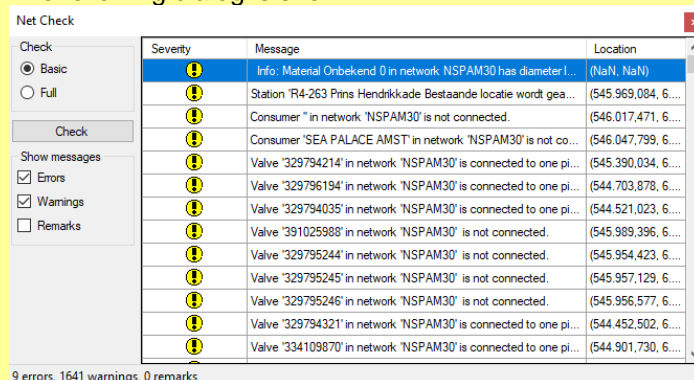 Net Check
Check
Basic
Full
Check
Show messages
Errors
Warnings
Remarks
Severity Message Location
Info: Material Onbekend 0 in network NSPAM30 has diameter l... (NaN, NaN)
Station 'R4-263 Prins Hendrikkade Bestaande locatie wordt gea... (545.969,084, 6....
Consumer '' in network 'NSPAM30' is not connected. (546.017,471, 6....
Consumer 'SEA PALACE AMST' in network 'NSPAM30' is not co... (546.047,799, 6....
Valve '329794214' in network 'NSPAM30' is connected to one pi... (545.390,034, 6....
Valve '329796194' in network 'NSPAM30' is connected to one pi... (544.703,878, 6....
Valve '329794035' in network 'NSPAM30' is connected to one pi... (544.521,023, 6....
Valve '391025988' in network 'NSPAM30' is not connected. (545.989,396, 6....
Valve '329795244' in network 'NSPAM30' is not connected. (545.954,423, 6....
Valve '329795245' in network 'NSPAM30' is not connected. (545.957,129, 6....
Valve '329795246' in network 'NSPAM30' is not connected. (545.956,577, 6....
Valve '329794321' in network 'NSPAM30' is connected to one pi... (544.452,502, 6....
Valve '334109870' in network 'NSPAM30' is connected to one pi... (544.901,730, 6....
9 errors, 1641 warnings, 0 remarks